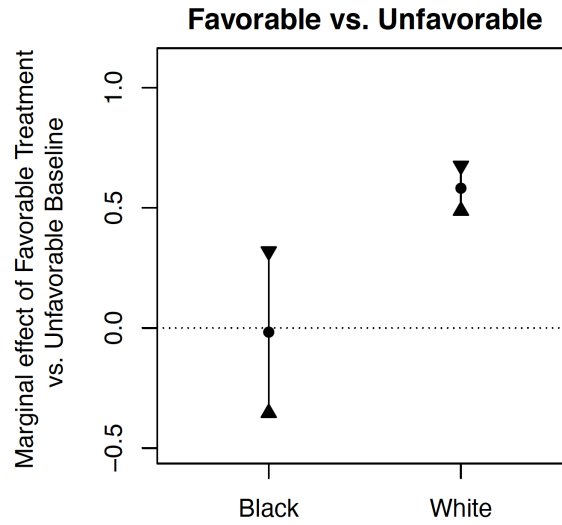 Favorable vs. Unfavorable
Marginal effect of Favorable Treatment
vs. Unfavorable Baseline
1.0
0.5
0.0
−0.5
Black
White